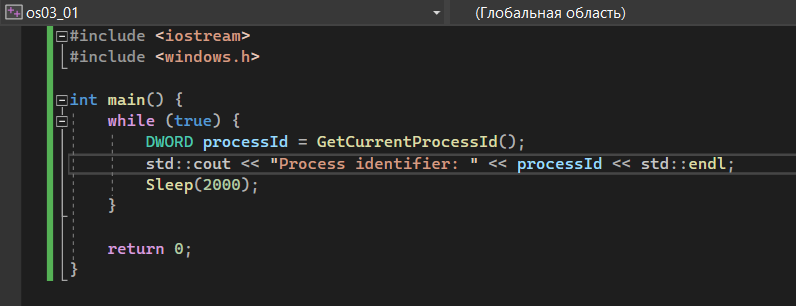 os03_01 (Глобальная область)
#include <iostream>
#include <windows.h>
int main() {
while (true) {
DWORD processId = GetCurrentProcessId();
std::cout << "Process identifier: " << processId << std::endl;
Sleep(2000);
}
return 0;
}